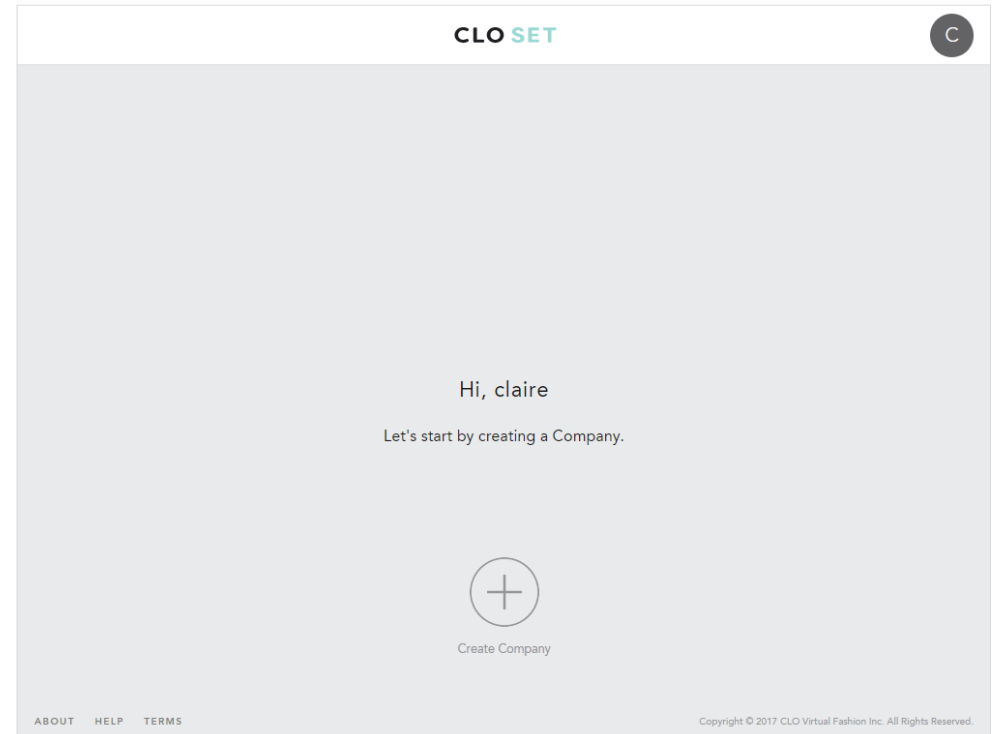 CLO SET
C
Hi, claire
Let's start by creating a Company.
Create Company
ABOUT HELP TERMS
Copyright © 2017 CLO Virtual Fashion Inc. All Rights Reserved.